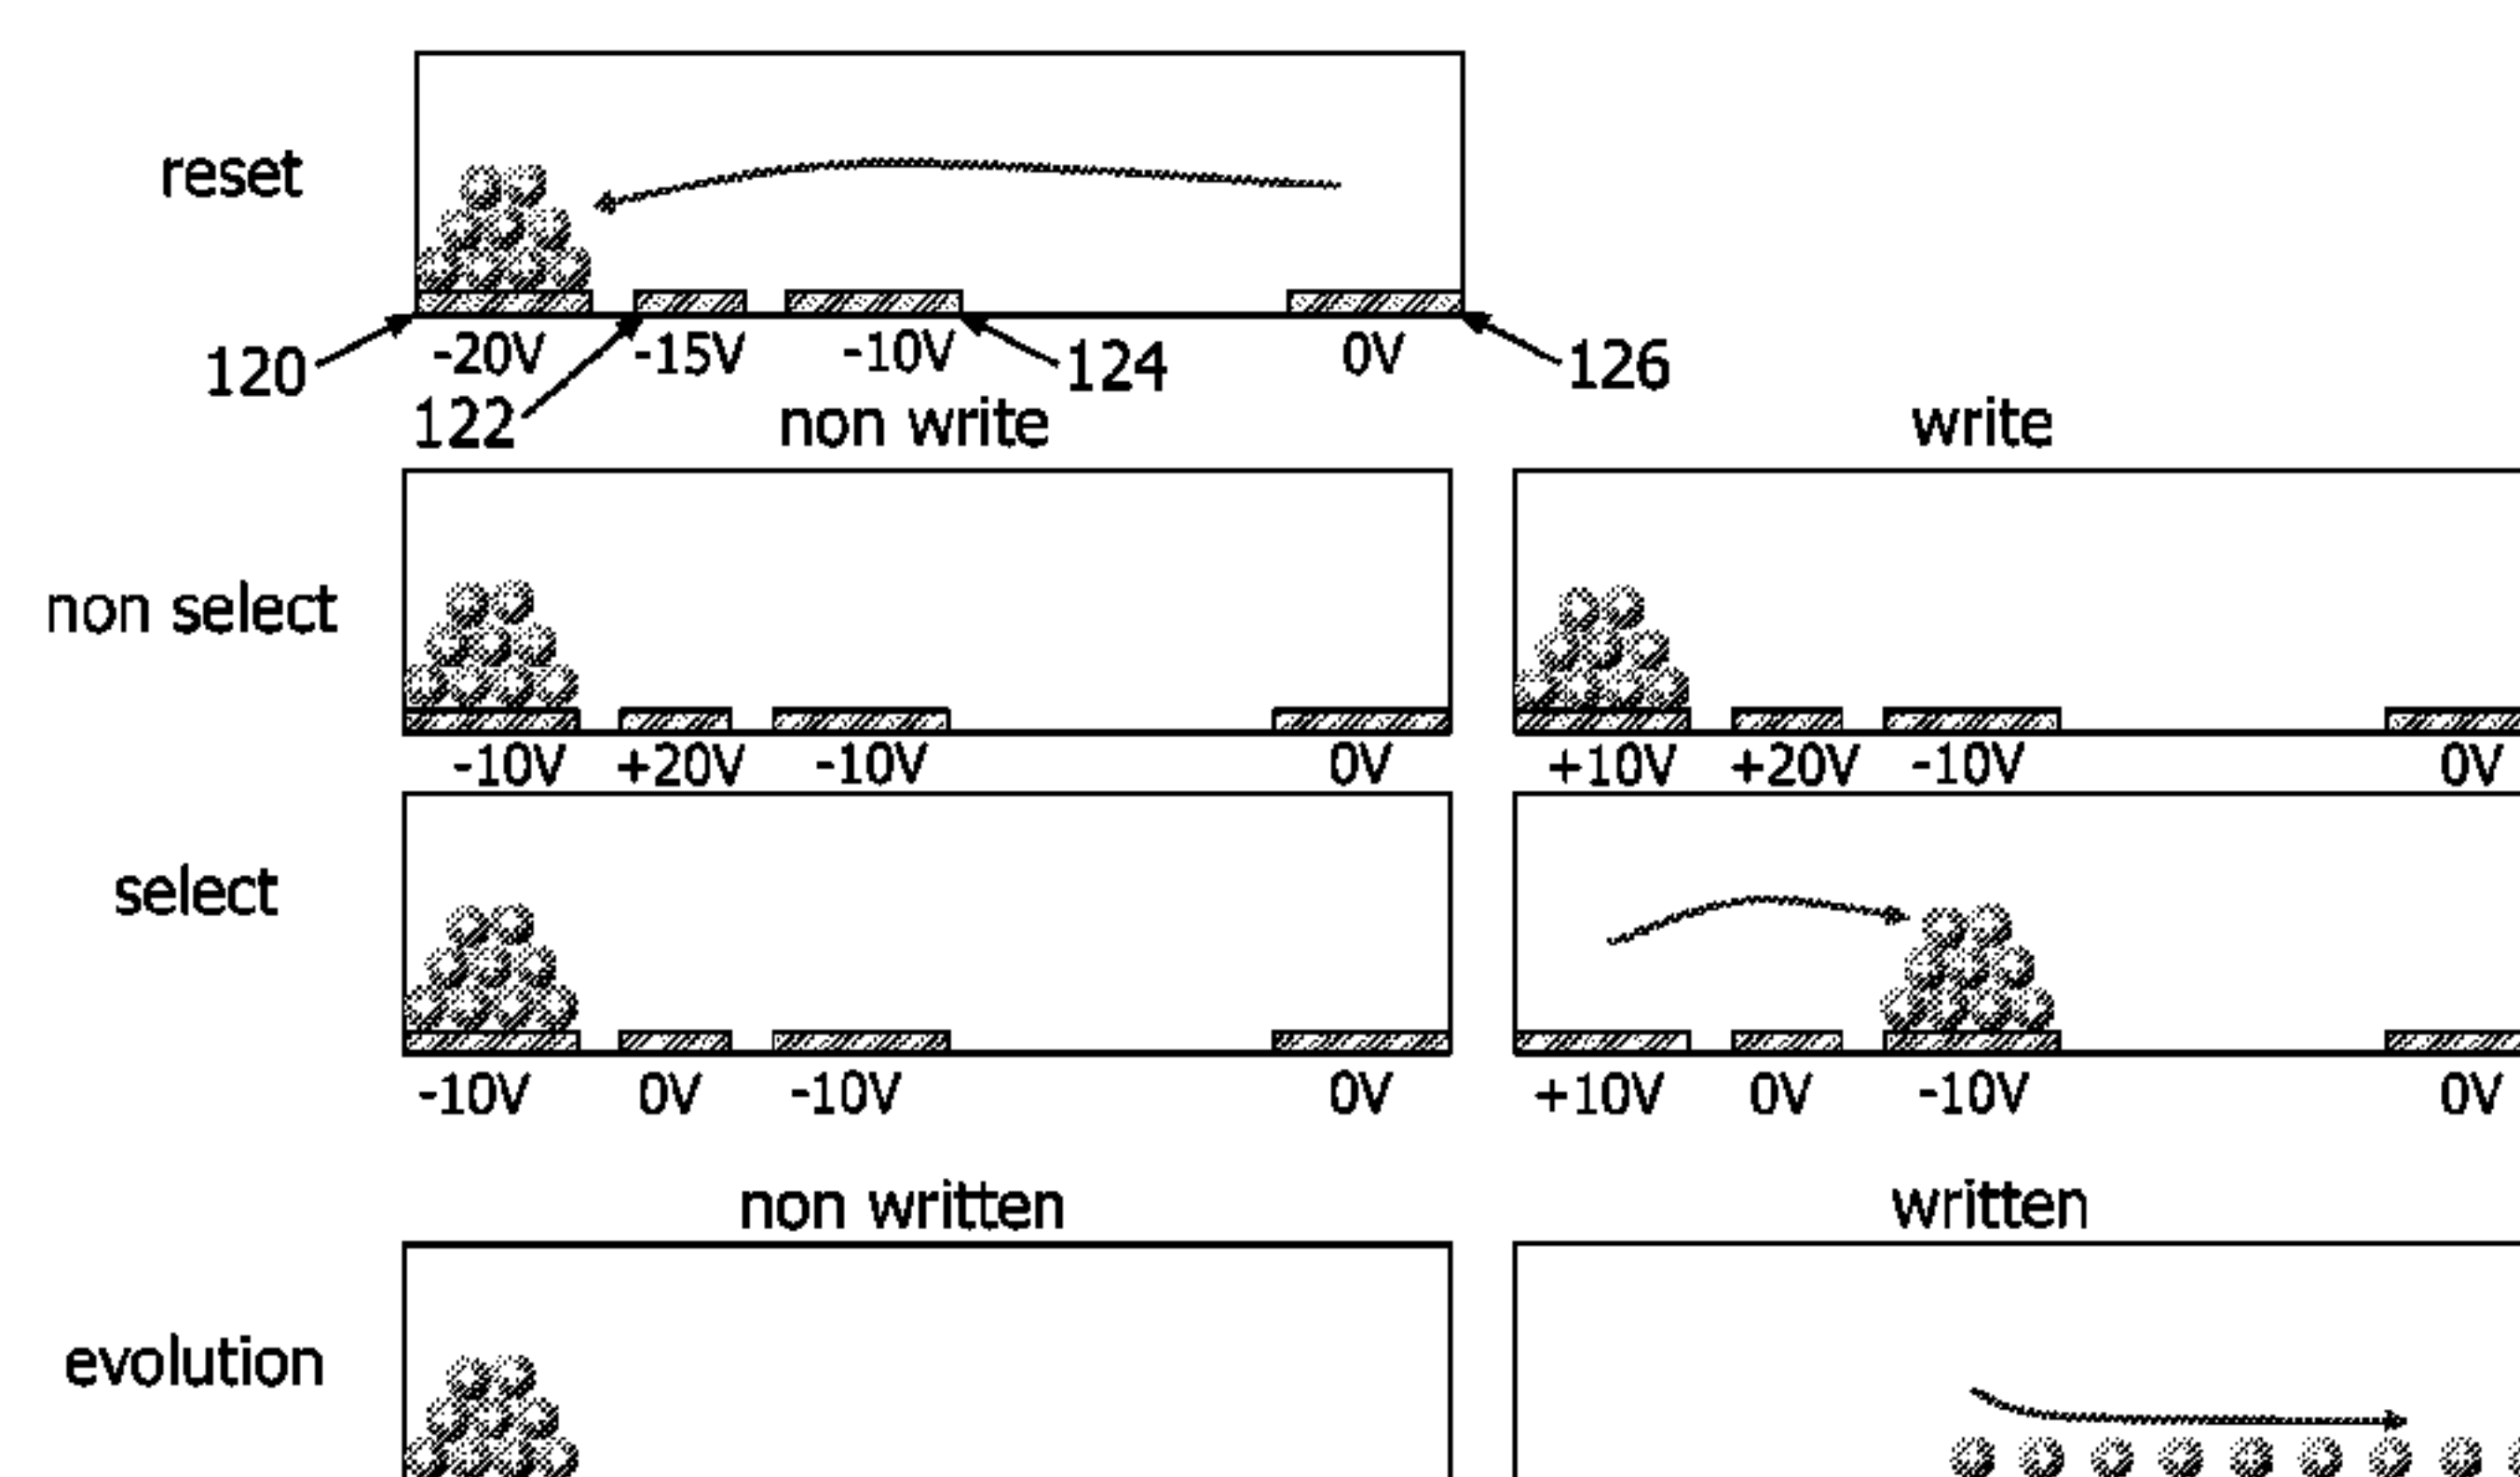 reset
-20V -15V -10V 0V
120 122 124 126
non write write
non select
-10V +20V -10V 0V +10V +20V -10V 0V
select
-10V 0V -10V 0V +10V 0V -10V 0V
non written written
evolution